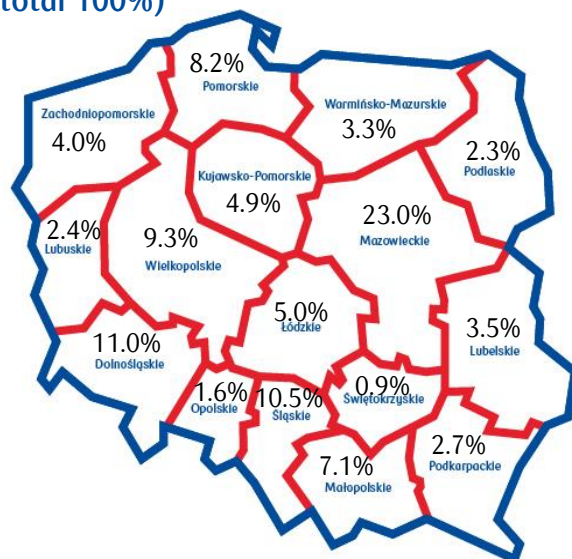 (total 100%)
8.2%
Pomorskie
Zachodniopomorskie
4.0%
Warmińsko-Mazurskie
3.3%
2.3%
Podlaskie
Kujawsko-Pomorskie
4.9%
2.4%
Lubuskie
9.3%
Wielkopolskie
23.0%
Mazowieckie
5.0%
Łódzkie
11.0%
Dolnośląskie
3.5%
Lubelskie
1.6%
Opolskie
10.5%
Śląskie
0.9%
Świętokrzyskie
7.1%
Małopolskie
2.7%
Podkarpackie